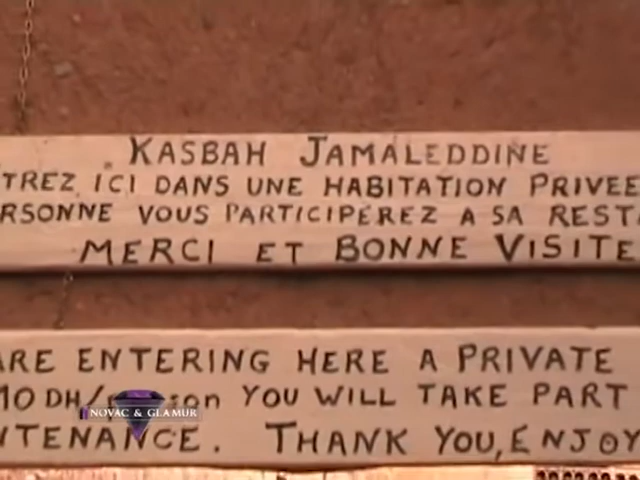 KASBAH JAMALEDDINE
TREZ ICI DANS UNE HABITATION PRIVEE
RSONNE VOUS PARTICIPEREZ A SA REST
MERCI ET BONNE VISITE
ARE ENTERING HERE A PRIVATE
10 DH/person YOU WILL TAKE PART
NTENANCE. THANK YOU, ENJOY
NOVAC & GLAMUR